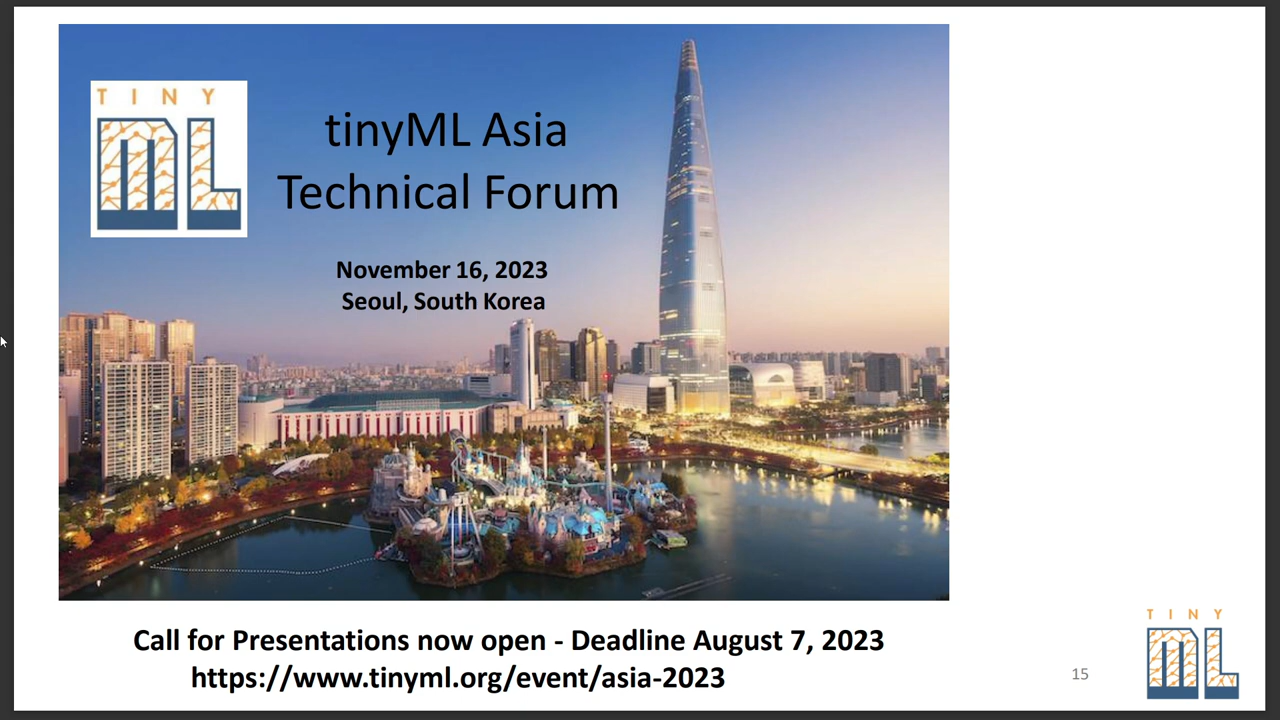 TINY
ML
tinyML Asia
Technical Forum
November 16, 2023
Seoul, South Korea
Call for Presentations now open - Deadline August 7, 2023
https://www.tinyml.org/event/asia-2023
15
TINY
ML